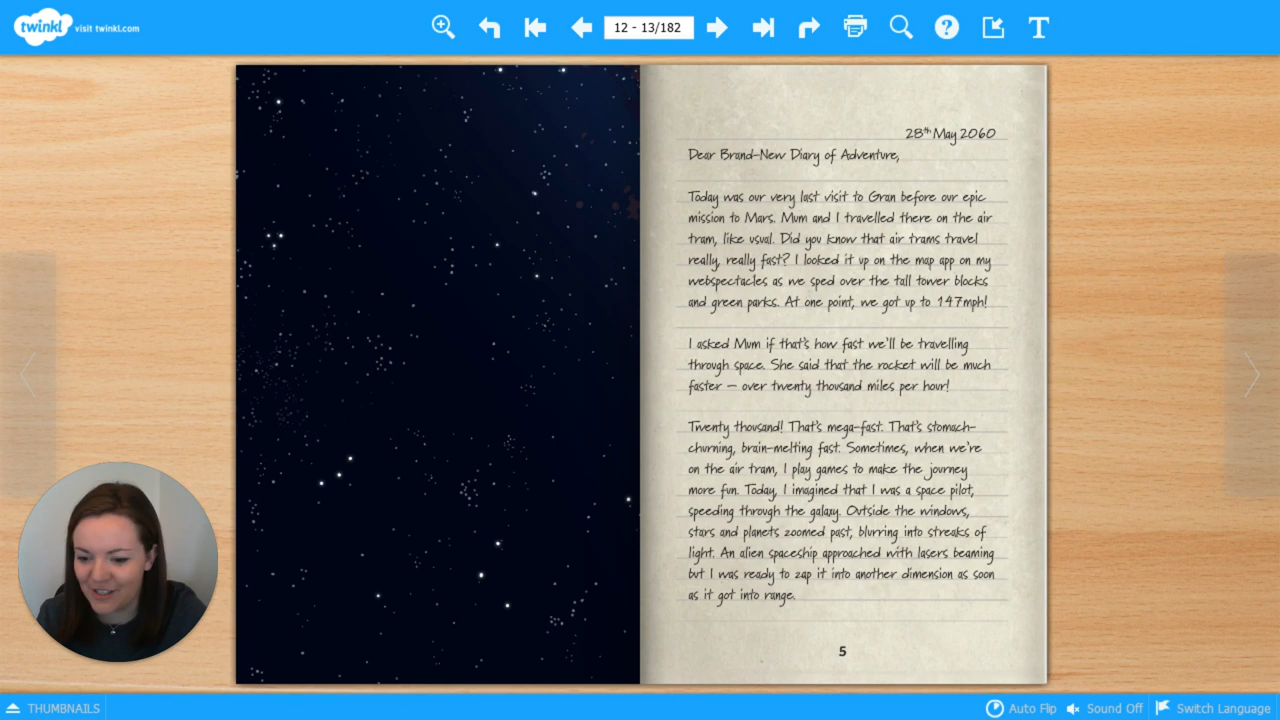 twinkl visit twinkl.com
12 - 13/182
?
T
28th May 2060
Dear Brand-New Diary of Adventure,
Today was our very last visit to Gran before our epic
mission to Mars. Mum and I travelled there on the air
tram, like usual. Did you know that air trams travel
really, really fast? I looked it up on the map app on my
webspectacles as we sped over the tall tower blocks
and green parks. At one point, we got up to 147mph!
I asked Mum if that's how fast we'll be travelling
through space. She said that the rocket will be much
faster – over twenty thousand miles per hour!
Twenty thousand! That's mega-fast. That's stomach-
churning, brain-melting fast. Sometimes, when we're
on the air tram, I play games to make the journey
more fun. Today, I imagined that I was a space pilot,
speeding through the galaxy. Outside the windows,
stars and planets zoomed past, blurring into streaks of
light. An alien spaceship approached with lasers beaming
but I was ready to zap it into another dimension as soon
as it got into range.
5
THUMBNAILS
Auto Flip
Sound Off
Switch Language